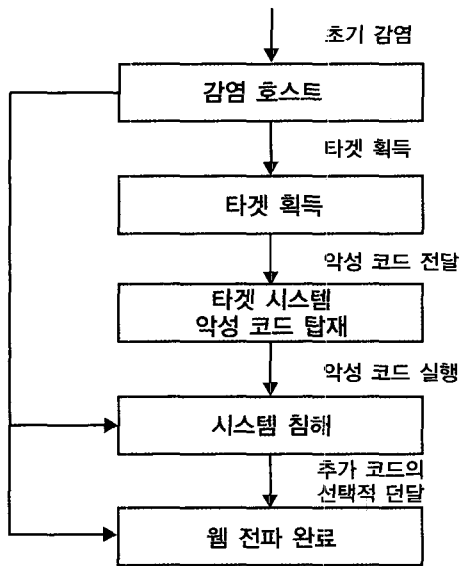 초기 감염
감염 호스트
타겟 획득
타겟 획득
악성 코드 전달
타겟 시스템
악성 코드 탑재
악성 코드 실행
시스템 침해
추가 코드의
선택적 던달
웜 전파 완료